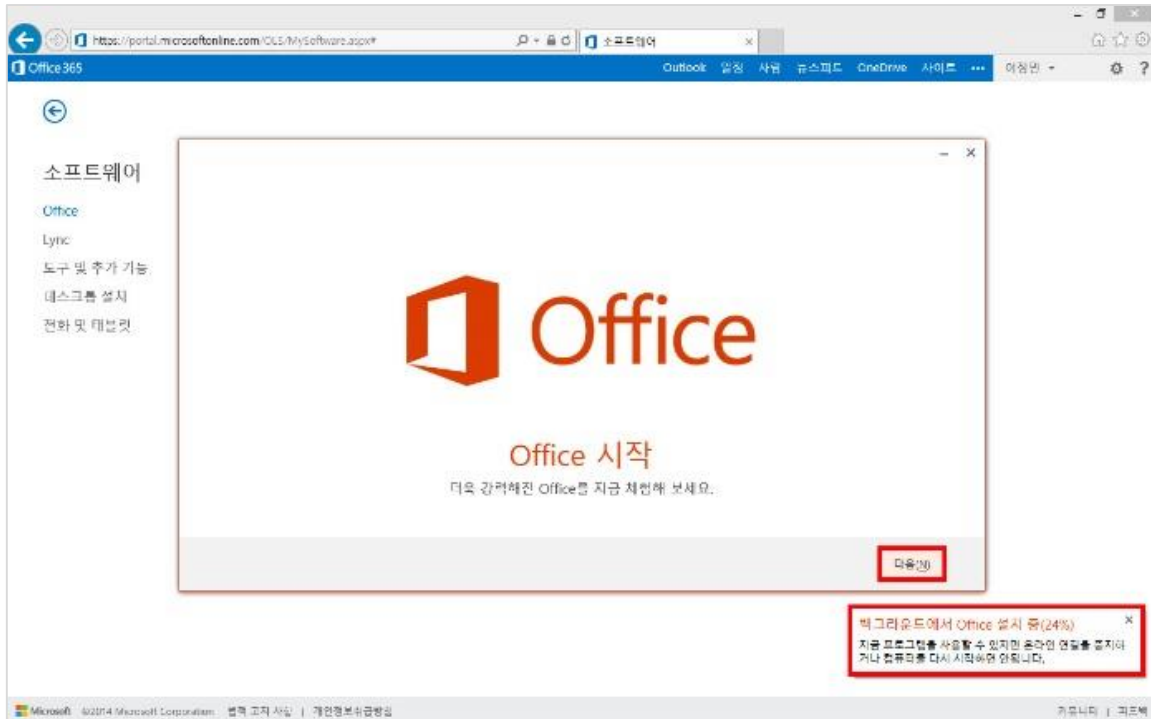 https://portal.microsoftonline.com/OLS/MySoftware.aspx#
소프트웨어
Office 365
Outlook 일정 사람 뉴스피드 OneDrive 사이트 ••• 이정민
?
소프트웨어
Office
Lync
도구 및 추가 기능
데스크톱 설치
전화 및 태블릿
Office
Office 시작
더욱 강력해진 Office를 지금 체험해 보세요.
다음(N)
백그라운드에서 Office 설치 중(24%)
지금 프로그램을 사용할 수 있지만 온라인 연결을 중지하
거나 컴퓨터를 다시 시작하면 안됩니다.
Microsoft ©2014 Microsoft Corporation 법적 고지 사항 | 개인정보취급방침
커뮤니티 | 피드백